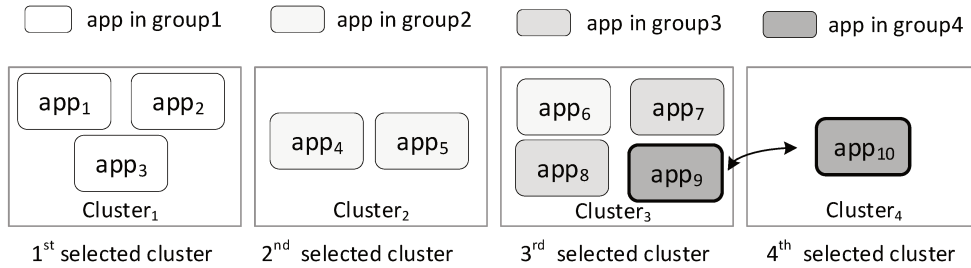 app in group1 app in group2 app in group3 app in group4
app₁ app₂ app₄ app₅ app₆ app₇ app₁₀
app₃ app₈ app₉
Cluster₁ Cluster₂ Cluster₃ Cluster₄
1st selected cluster 2nd selected cluster 3rd selected cluster 4th selected cluster